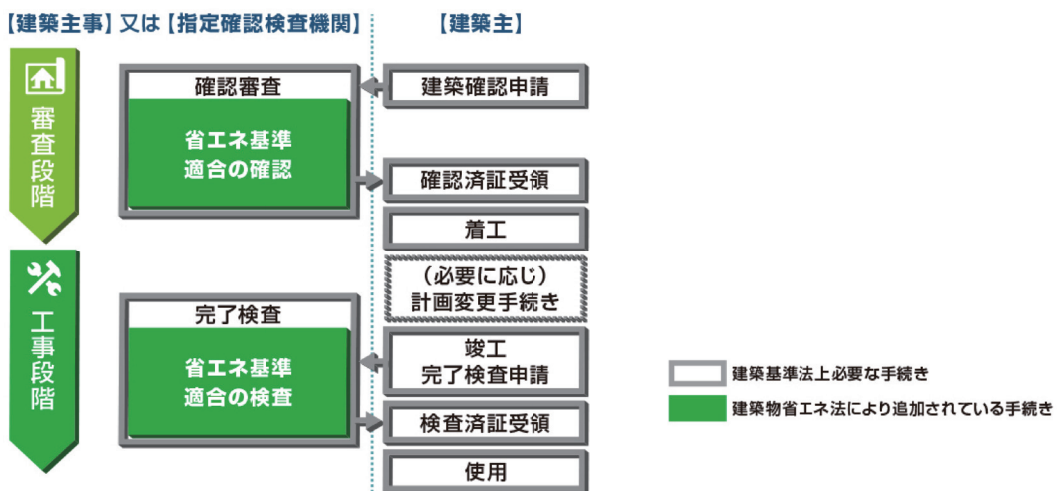 【建築主事】又は【指定確認検査機関】
【建築主】
審査段階
確認審査
省エネ基準
適合の確認
建築確認申請
確認済証受領
着工
（必要に応じ）
計画変更手続き
工事段階
完了検査
省エネ基準
適合の検査
竣工
完了検査申請
検査済証受領
使用
建築基準法上必要な手続き
建築物省エネ法により追加されている手続き